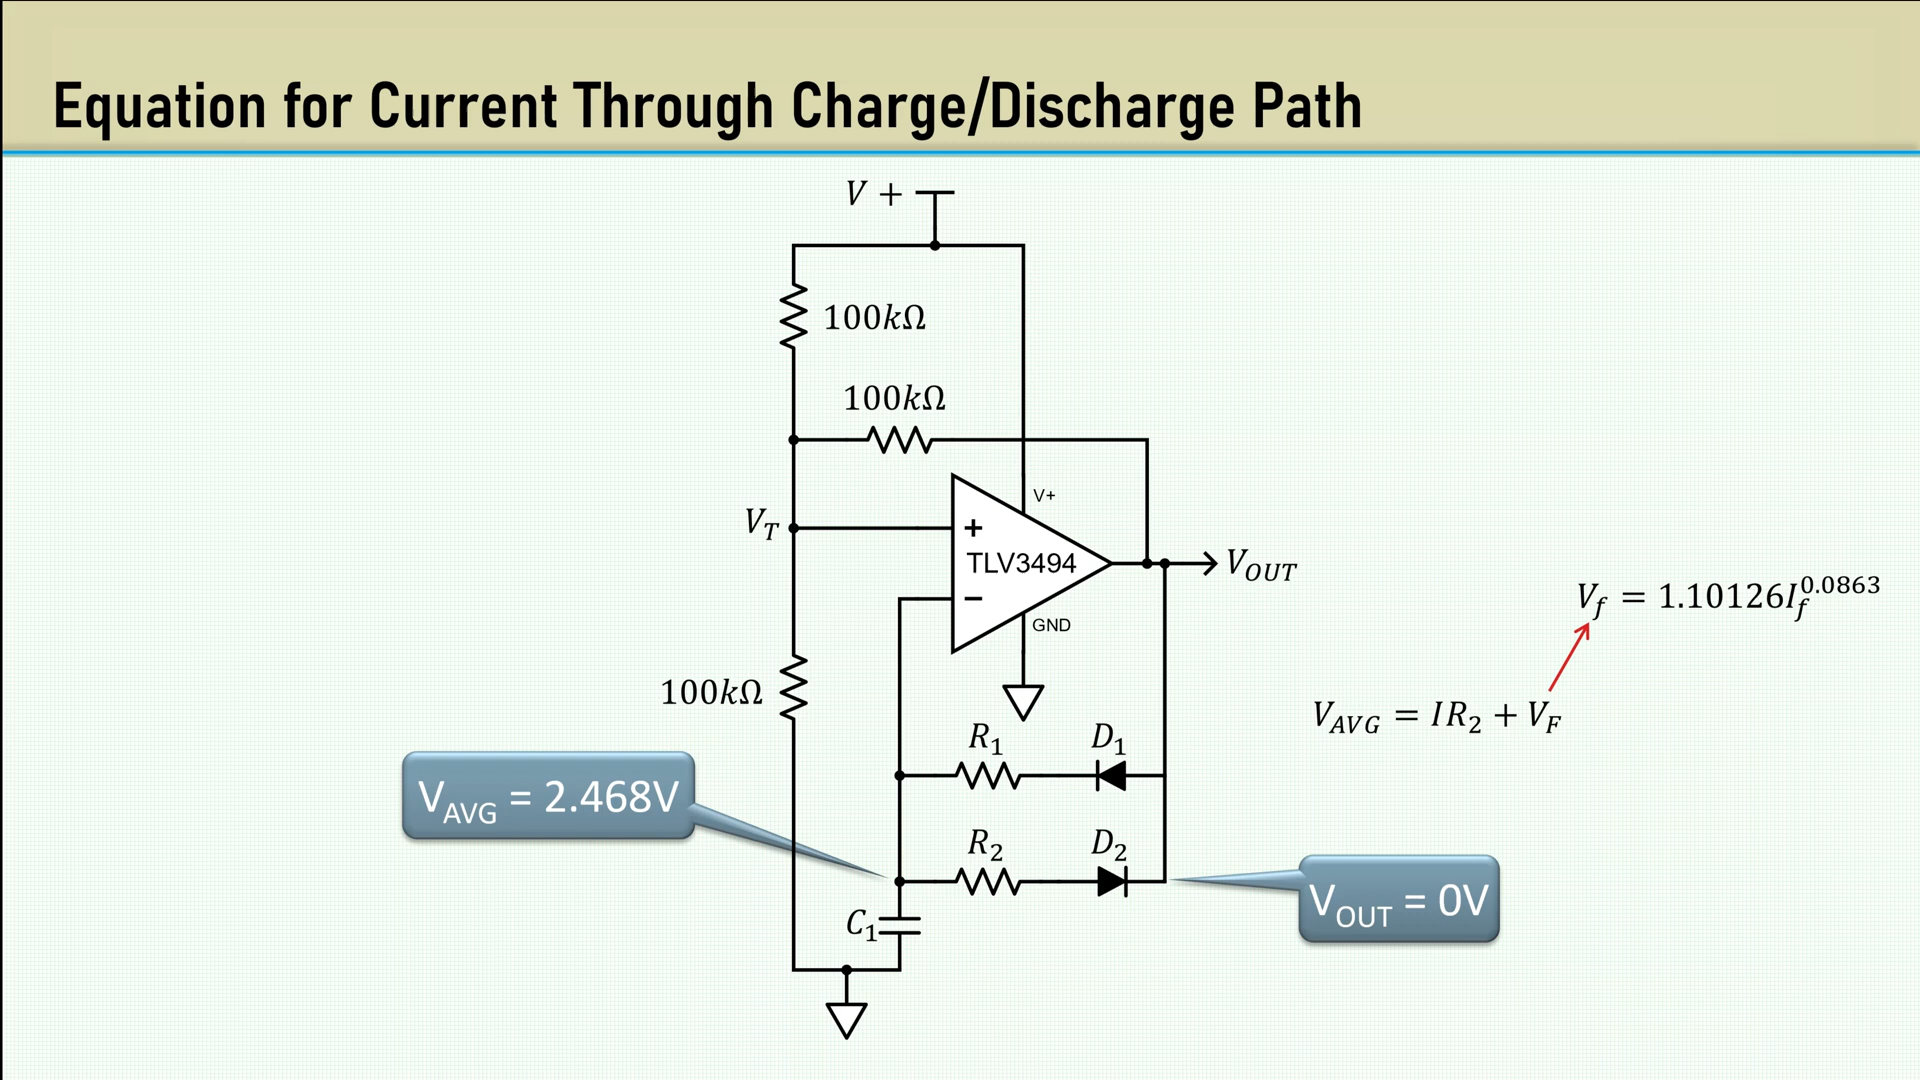 Equation for Current Through Charge/Discharge Path
V +
100kΩ
100kΩ
V+
V_T
+
TLV3494
V_OUT
−
GND
V_f = 1.10126I_f^0.0863
100kΩ
V_AVG = IR_2 + V_F
R_1 D_1
V_AVG = 2.468V
R_2 D_2
V_OUT = 0V
C_1